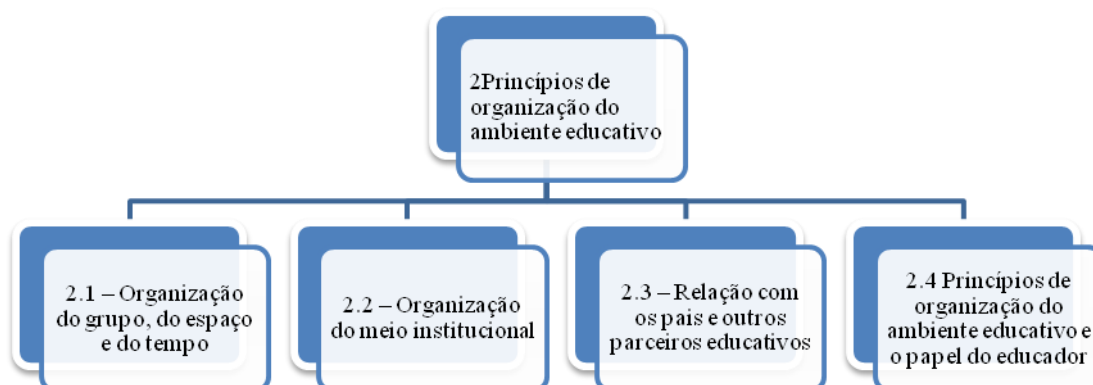 2Princípios de
organização do
ambiente educativo
2.1 – Organização
do grupo, do espaço
e do tempo
2.2 – Organização
do meio institucional
2.3 – Relação com
os pais e outros
parceiros educativos
2.4 Princípios de
organização do
ambiente educativo e
o papel do educador